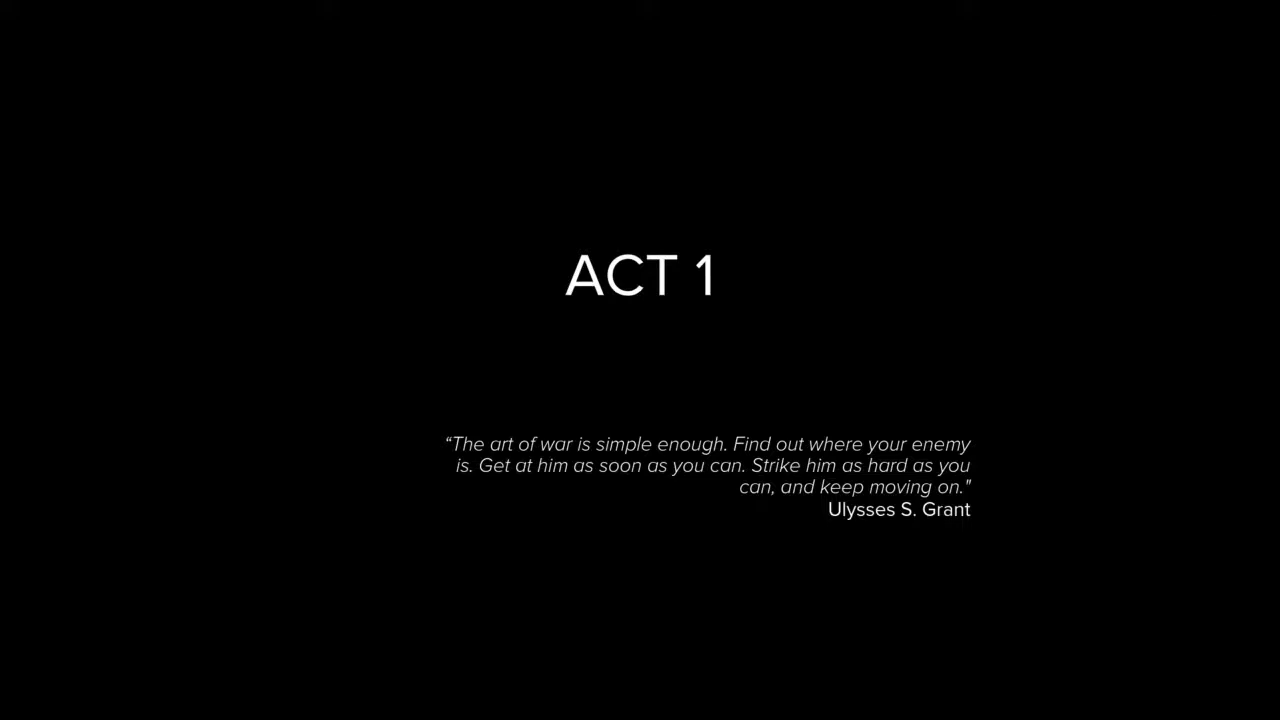 ACT 1
“The art of war is simple enough. Find out where your enemy
is. Get at him as soon as you can. Strike him as hard as you
can, and keep moving on."
Ulysses S. Grant